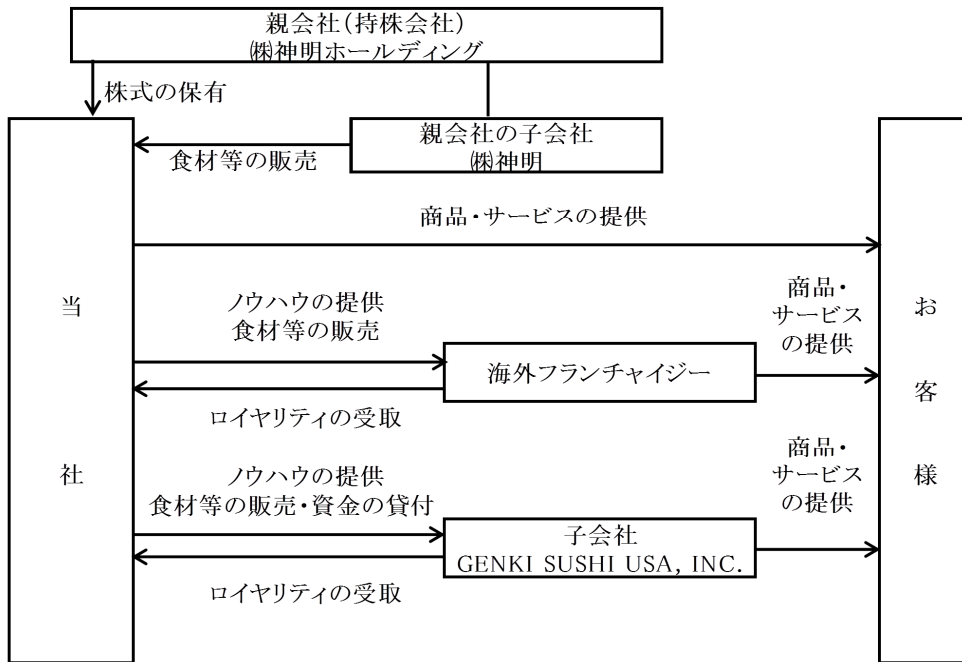 親会社（持株会社）
㈱神明ホールディング
株式の保有
親会社の子会社
㈱神明
食材等の販売
商品・サービスの提供
当社
お客様
ノウハウの提供
食材等の販売
商品・
サービス
の提供
海外フランチャイジー
ロイヤリティの受取
ノウハウの提供
食材等の販売・資金の貸付
商品・
サービス
の提供
子会社
GENKI SUSHI USA, INC.
ロイヤリティの受取